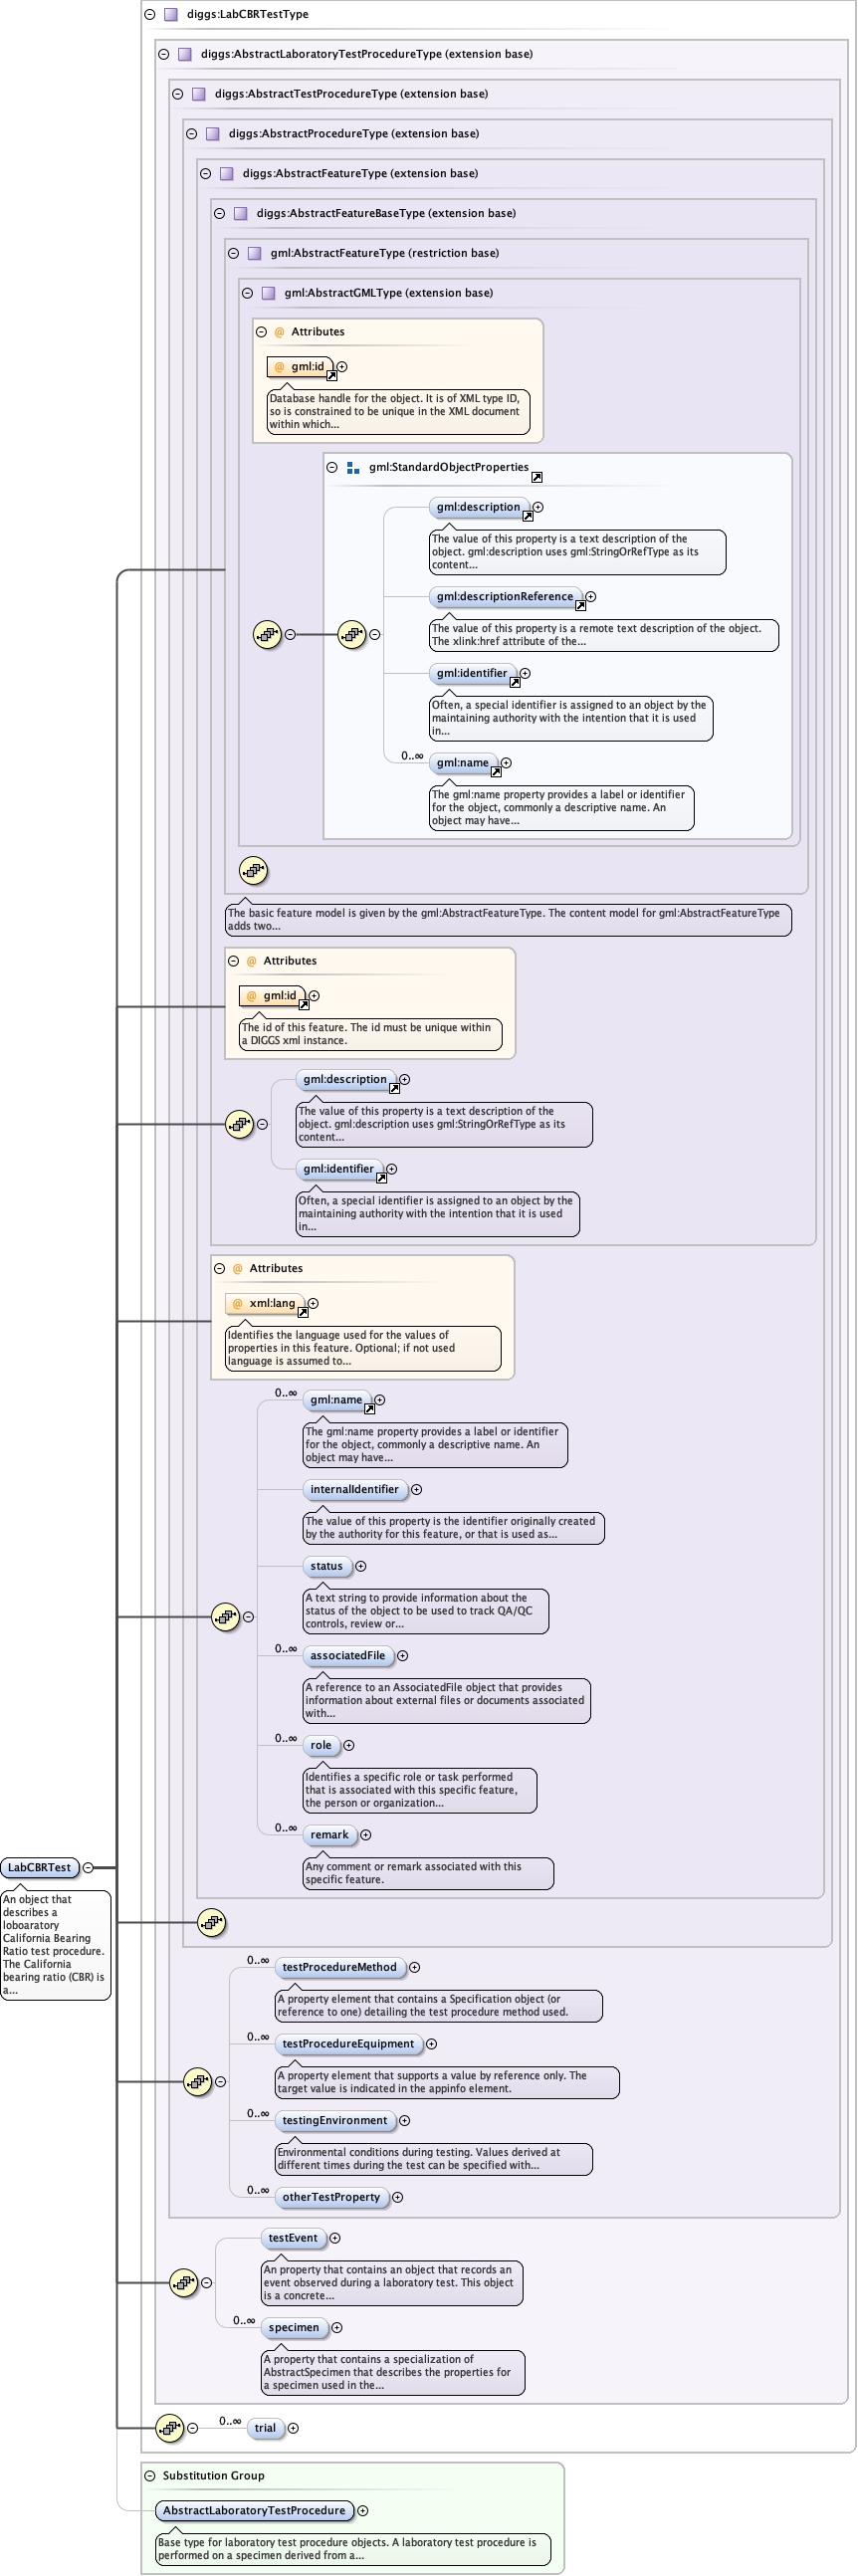 diggs:LabCBRTestType
diggs:AbstractLaboratoryTestProcedureType (extension base)
diggs:AbstractTestProcedureType (extension base)
diggs:AbstractProcedureType (extension base)
diggs:AbstractFeatureType (extension base)
diggs:AbstractFeatureBaseType (extension base)
gml:AbstractFeatureType (restriction base)
gml:AbstractGMLType (extension base)
@ Attributes
@ gml:id
Database handle for the object. It is of XML type ID,
so is constrained to be unique in the XML document
within which...
gml:StandardObjectProperties
gml:description
The value of this property is a text description of the
object. gml:description uses gml:StringOrRefType as its
content...
gml:descriptionReference
The value of this property is a remote text description of the object.
The xlink:href attribute of the...
gml:identifier
Often, a special identifier is assigned to an object by the
maintaining authority with the intention that it is used
in...
0..∞
gml:name
The gml:name property provides a label or identifier
for the object, commonly a descriptive name. An
object may have...
The basic feature model is given by the gml:AbstractFeatureType. The content model for gml:AbstractFeatureType
adds two...
@ Attributes
@ gml:id
The id of this feature. The id must be unique within
a DIGGS xml instance.
gml:description
The value of this property is a text description of the
object. gml:description uses gml:StringOrRefType as its
content...
gml:identifier
Often, a special identifier is assigned to an object by the
maintaining authority with the intention that it is used
in...
@ Attributes
@ xml:lang
Identifies the language used for the values of
properties in this feature. Optional; if not used
language is assumed to...
0..∞
gml:name
The gml:name property provides a label or identifier
for the object, commonly a descriptive name. An
object may have...
internalIdentifier
The value of this property is the identifier originally created
by the authority for this feature, or that is used as...
status
A text string to provide information about the
status of the object to be used to track QA/QC
controls, review or...
0..∞
associatedFile
A reference to an AssociatedFile object that provides
information about external files or documents associated
with...
0..∞
role
Identifies a specific role or task performed
that is associated with this specific feature,
the person or organization...
0..∞
remark
Any comment or remark associated with this
specific feature.
LabCBRTest
An object that
describes a
loboaratory
California Bearing
Ratio test procedure.
The California
bearing ratio (CBR) is
a...
0..∞
testProcedureMethod
A property element that contains a Specification object (or
reference to one) detailing the test procedure method used.
0..∞
testProcedureEquipment
A property element that supports a value by reference only. The
target value is indicated in the appinfo element.
0..∞
testingEnvironment
Environmental conditions during testing. Values derived at
different times during the test can be specified with...
0..∞
otherTestProperty
testEvent
An property that contains an object that records an
event observed during a laboratory test. This object
is a concrete...
0..∞
specimen
A property that contains a specialization of
AbstractSpecimen that describes the properties for
a specimen used in the...
0..∞
trial
Substitution Group
AbstractLaboratoryTestProcedure
Base type for laboratory test procedure objects. A laboratory test procedure is
performed on a specimen derived from a...